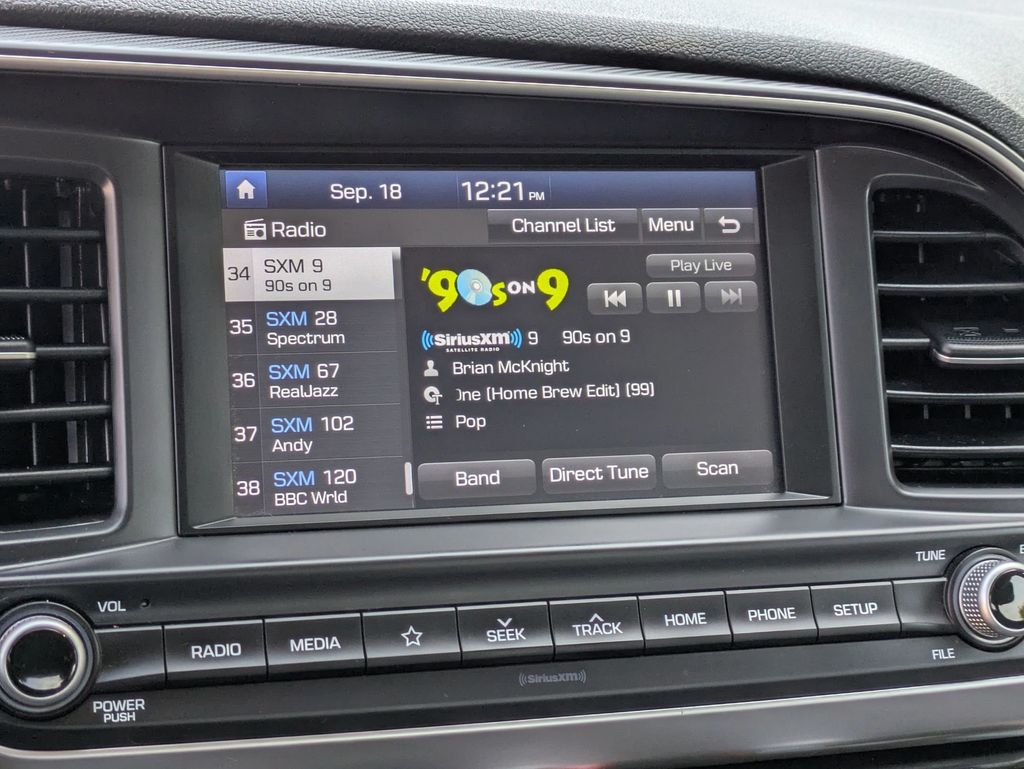 Sep. 18 12:21 PM
Radio
Channel List
Menu
34 SXM 9
90s on 9
35 SXM 28
Spectrum
36 SXM 67
RealJazz
37 SXM 102
Andy
38 SXM 120
BBC Wrld
'90s ON 9
Play Live
((SiriusXM))) 9 90s on 9
SATELLITE RADIO
Brian McKnight
)ne (Home Brew Edit) (99)
Pop
Band
Direct Tune
Scan
VOL
TUNE
RADIO
MEDIA
SEEK
TRACK
HOME
PHONE
SETUP
FILE
POWER
PUSH
((SiriusXM))